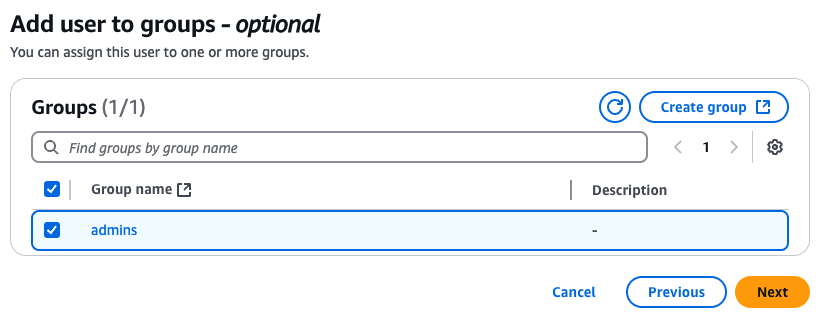 Add user to groups - optional
You can assign this user to one or more groups.
Groups (1/1)
Create group
Find groups by group name
1
Group name
Description
admins
-
Cancel
Previous
Next